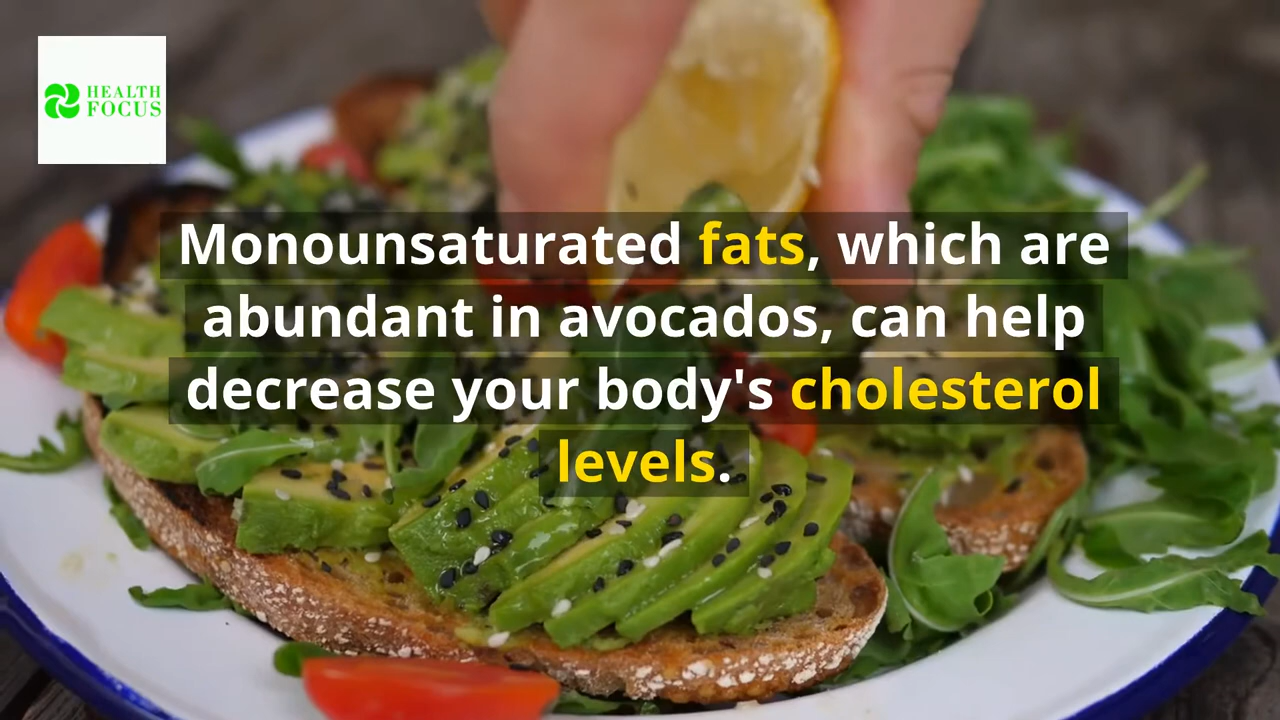 HEALTH
FOCUS
Monounsaturated fats, which are
abundant in avocados, can help
decrease your body's cholesterol
levels.